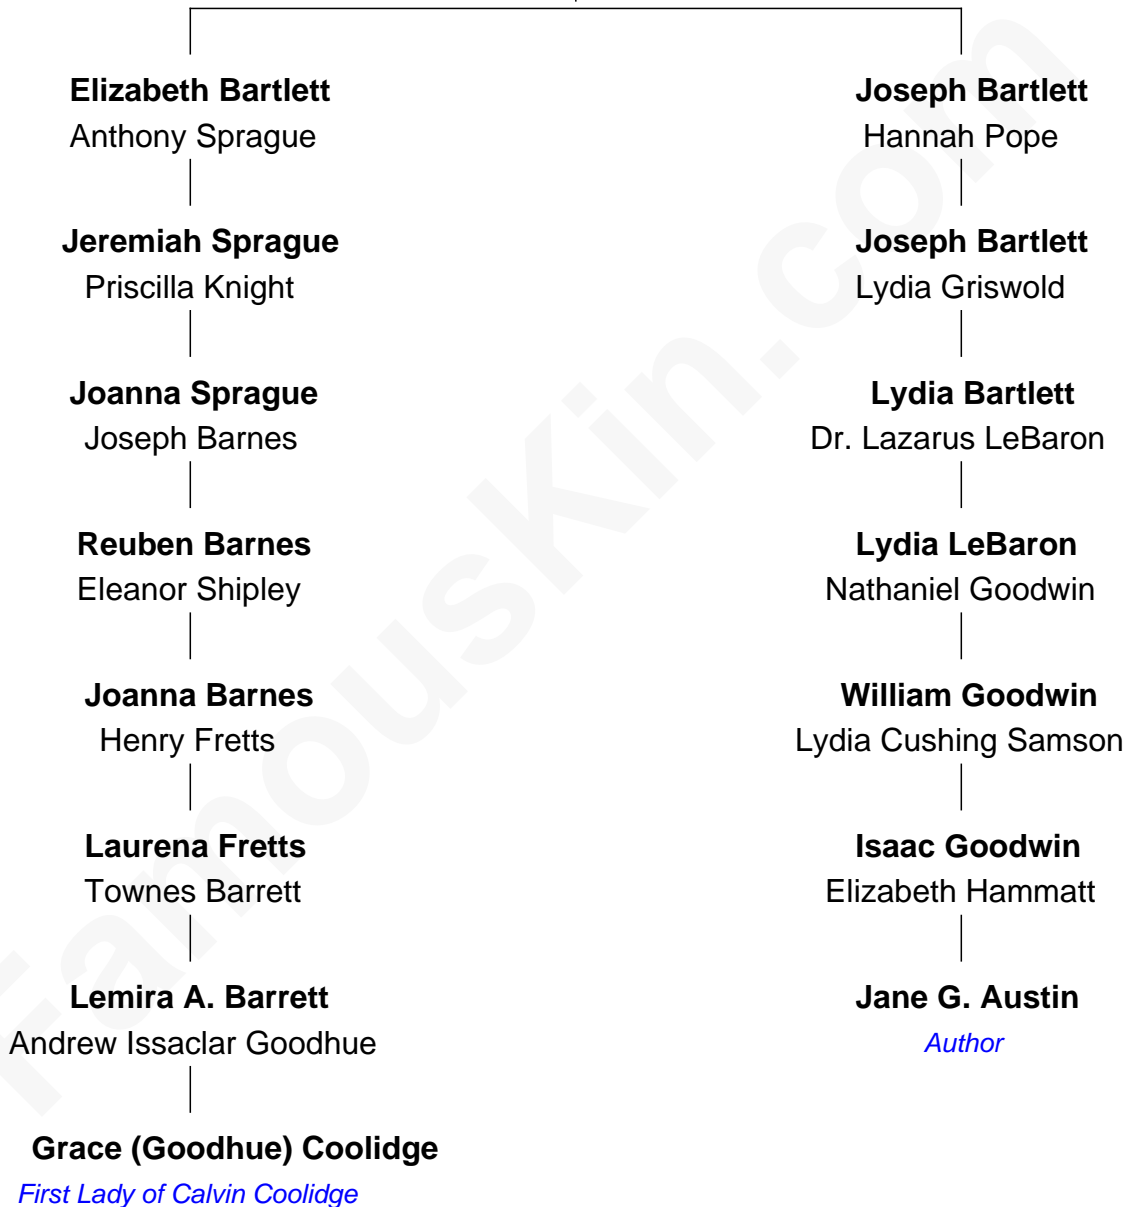 Elizabeth Bartlett
Anthony Sprague
Joseph Bartlett
Hannah Pope
Jeremiah Sprague
Priscilla Knight
Joseph Bartlett
Lydia Griswold
Joanna Sprague
Joseph Barnes
Lydia Bartlett
Dr. Lazarus LeBaron
Reuben Barnes
Eleanor Shipley
Lydia LeBaron
Nathaniel Goodwin
Joanna Barnes
Henry Fretts
William Goodwin
Lydia Cushing Samson
Laurena Fretts
Townes Barrett
Isaac Goodwin
Elizabeth Hammatt
Lemira A. Barrett
Andrew Issaclar Goodhue
Jane G. Austin
Author
Grace (Goodhue) Coolidge
First Lady of Calvin Coolidge
FamousKin.com